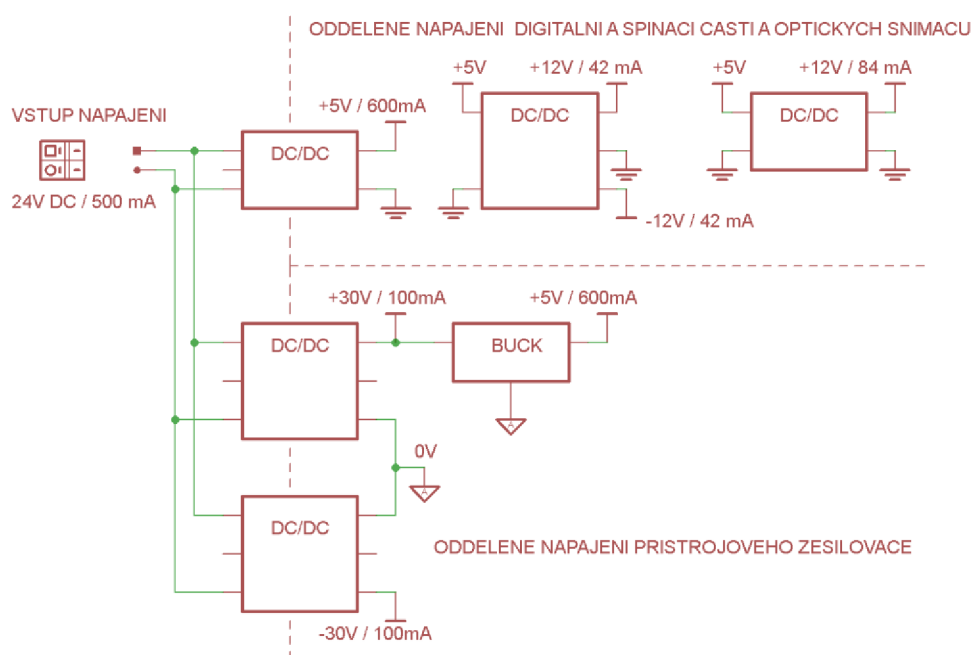 ODDELENE NAPAJENI DIGITALNI A SPINACI CASTI A OPTICKYCH SNIMACU
+5V
+12V / 42 mA
+5V
+12V / 84 mA
VSTUP NAPAJENI
+5V / 600mA
DC/DC
DC/DC
DC/DC
24V DC / 500 mA
-12V / 42 mA
+30V / 100mA
+5V / 600mA
DC/DC
BUCK
A
0V
A
DC/DC
ODDELENE NAPAJENI PRISTROJOVEHO ZESILOVACE
-30V / 100mA